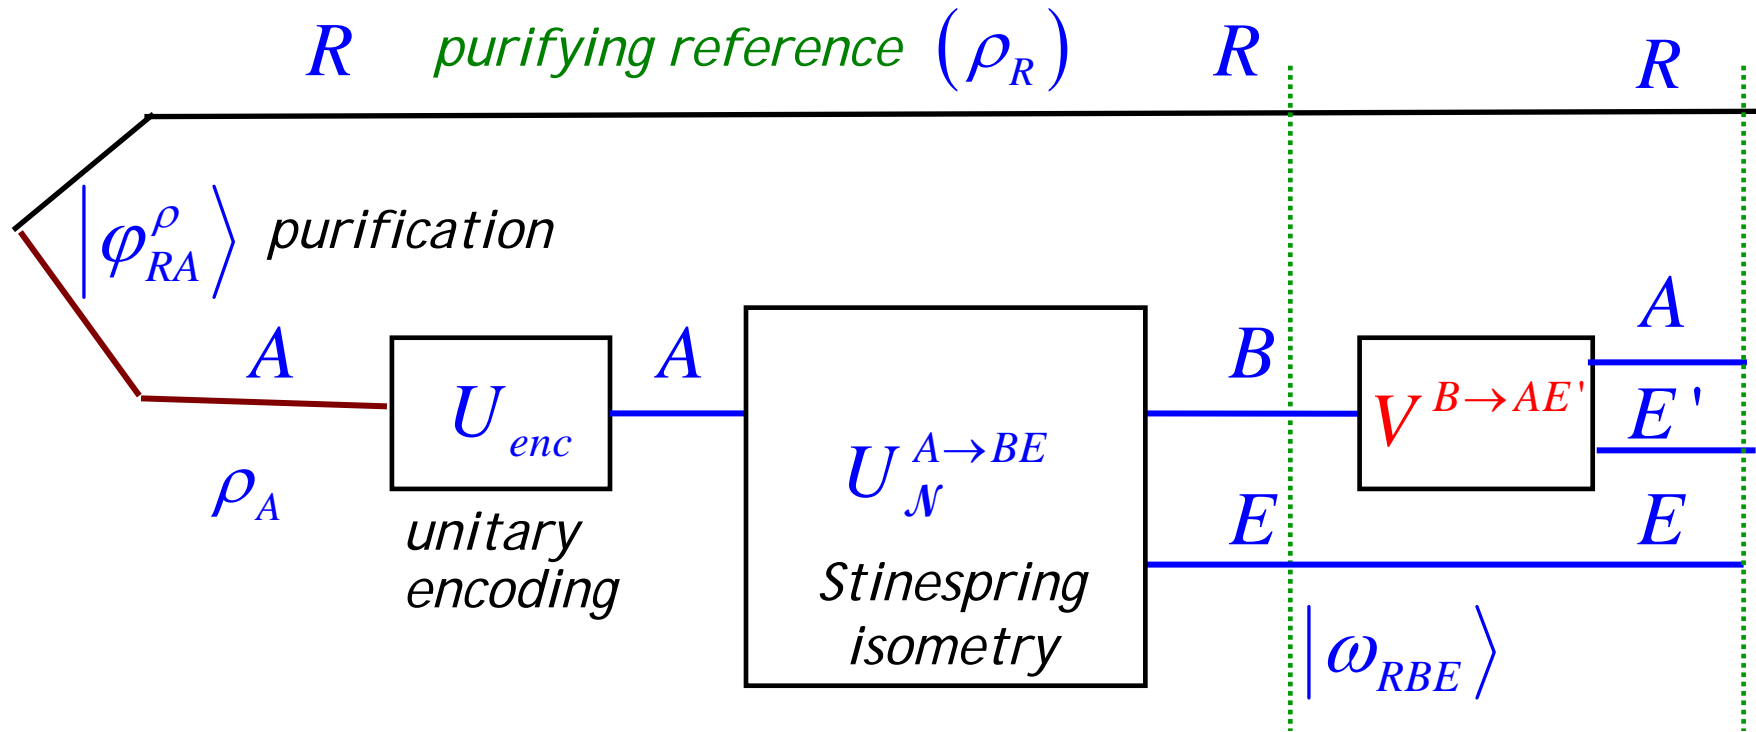 R purifying reference (ρ_R) R R
|φ^ρ_RA⟩ purification
A A B A
U_enc V^{B→AE'} E'
ρ_A U_𝒩^{A→BE} E E
unitary
encoding
Stinespring
isometry
|ω_RBE⟩